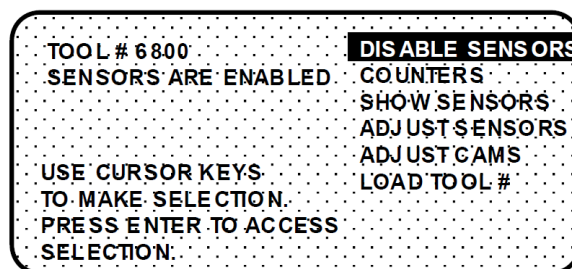 TOOL # 6800
SENSORS ARE ENABLED
USE CURSOR KEYS
TO MAKE SELECTION.
PRESS ENTER TO ACCESS
SELECTION.
DISABLE SENSORS
COUNTERS
SHOW SENSORS
ADJUST SENSORS
ADJUST CAMS
LOAD TOOL #